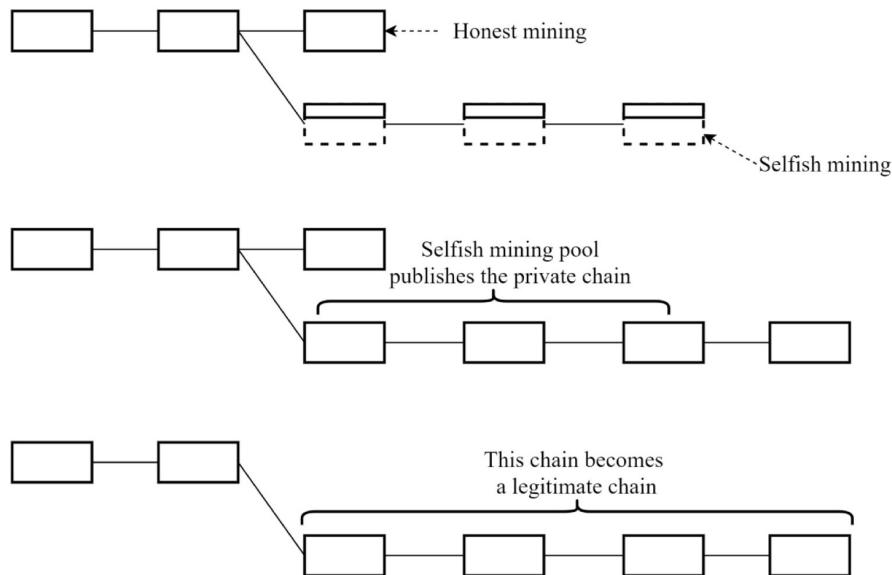 Honest mining
Selfish mining
Selfish mining pool
publishes the private chain
This chain becomes
a legitimate chain